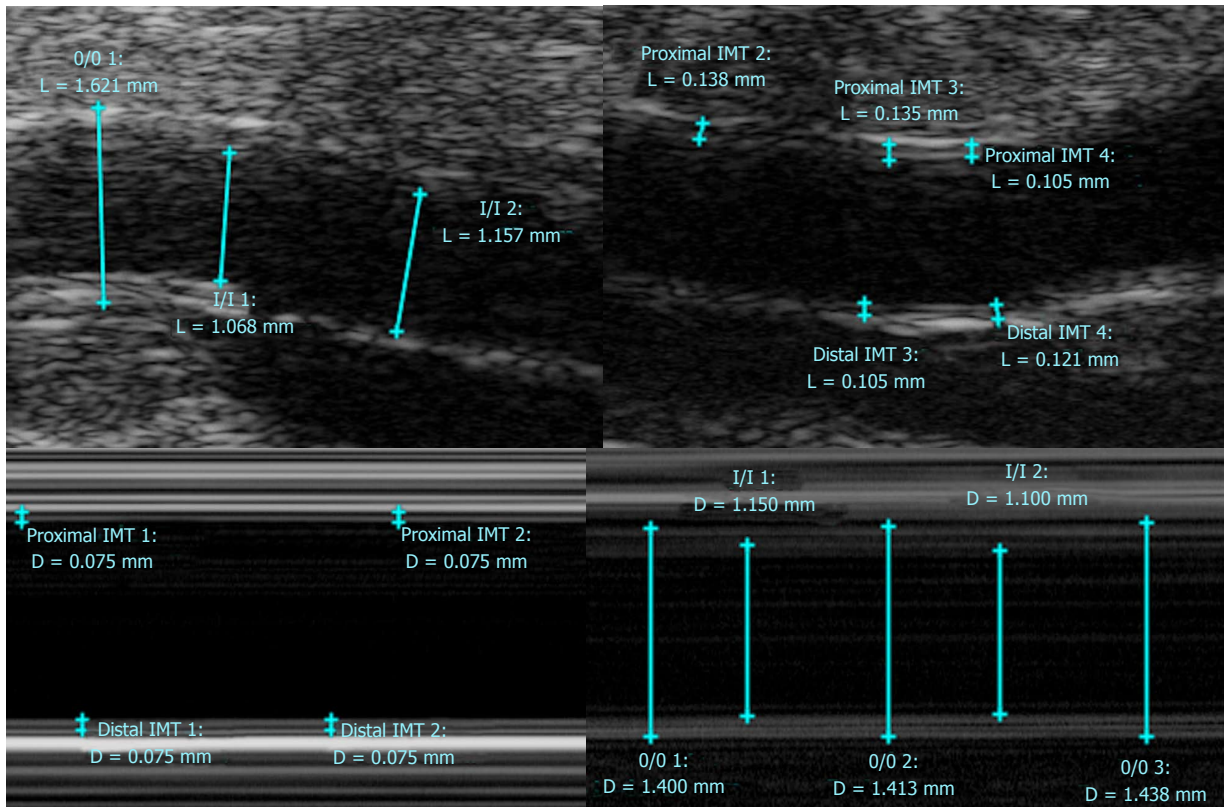 0/0 1:
L = 1.621 mm
I/I 1:
L = 1.068 mm
I/I 2:
L = 1.157 mm
Proximal IMT 2:
L = 0.138 mm
Proximal IMT 3:
L = 0.135 mm
Proximal IMT 4:
L = 0.105 mm
Distal IMT 3:
L = 0.105 mm
Distal IMT 4:
L = 0.121 mm
Proximal IMT 1:
D = 0.075 mm
Proximal IMT 2:
D = 0.075 mm
Distal IMT 1:
D = 0.075 mm
Distal IMT 2:
D = 0.075 mm
I/I 1:
D = 1.150 mm
I/I 2:
D = 1.100 mm
0/0 1:
D = 1.400 mm
0/0 2:
D = 1.413 mm
0/0 3:
D = 1.438 mm